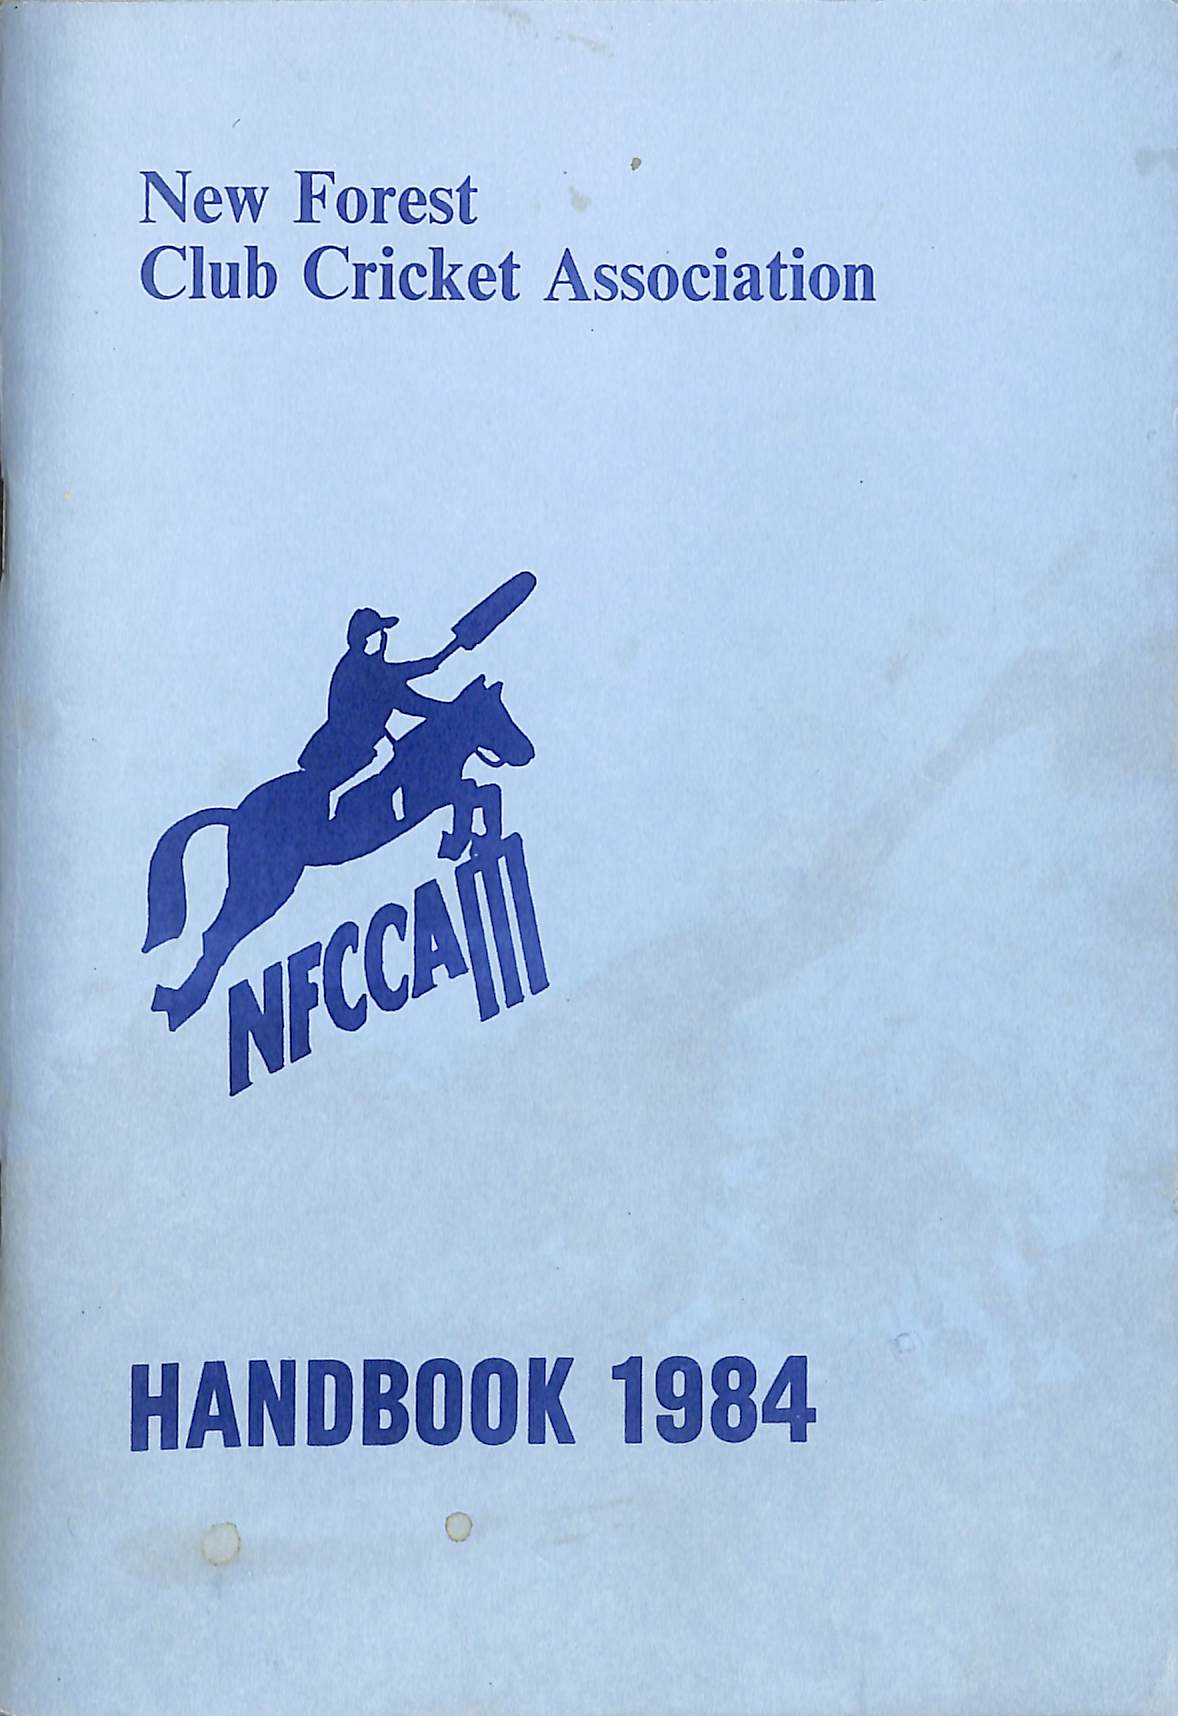 New Forest
Club Cricket Association
NFCCA
HANDBOOK 1984